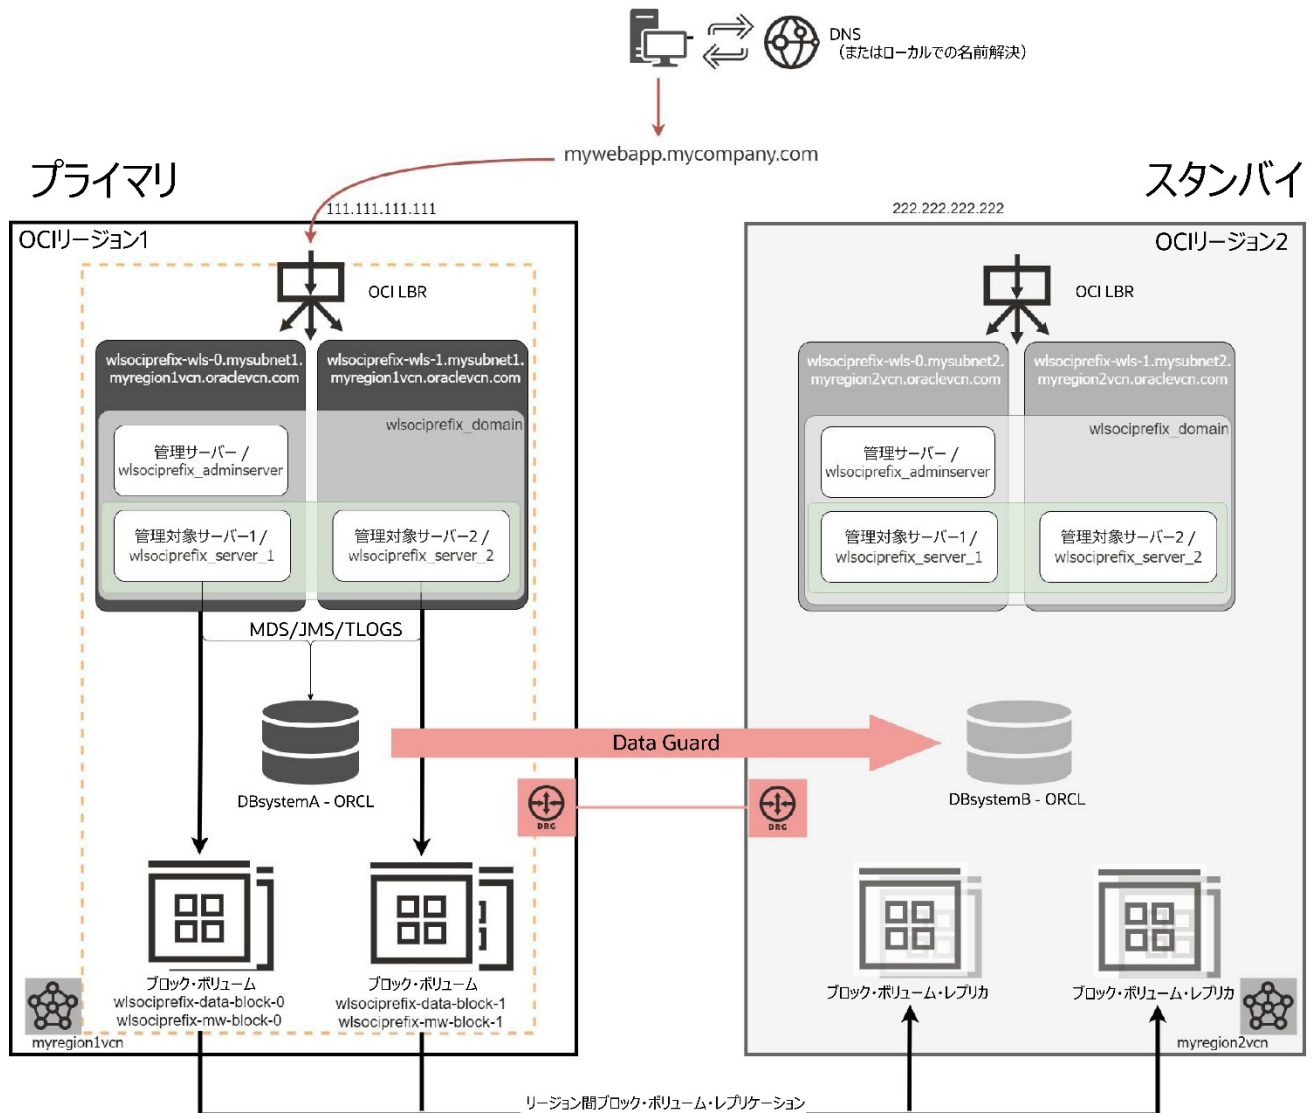 DNS
(またはローカルでの名前解決)
mywebapp.mycompany.com
プライマリ
スタンバイ
111.111.111.111
222.222.222.222
OCIリージョン1
OCIリージョン2
OCI LBR
OCI LBR
wlsociprefix-wls-0.mysubnet1.
myregion1vcn.oraclevcn.com
wlsociprefix-wls-1.mysubnet1.
myregion1vcn.oraclevcn.com
wlsociprefix-wls-0.mysubnet2.
myregion2vcn.oraclevcn.com
wlsociprefix-wls-1.mysubnet2.
myregion2vcn.oraclevcn.com
wlsociprefix_domain
wlsociprefix_domain
管理サーバー /
wlsociprefix_adminserver
管理サーバー /
wlsociprefix_adminserver
管理対象サーバー1 /
wlsociprefix_server_1
管理対象サーバー2 /
wlsociprefix_server_2
管理対象サーバー1 /
wlsociprefix_server_1
管理対象サーバー2 /
wlsociprefix_server_2
MDS/JMS/TLOGS
Data Guard
DBsystemA - ORCL
DBsystemB - ORCL
DRG
DRG
ブロック・ボリューム
wlsociprefix-data-block-0
wlsociprefix-mw-block-0
ブロック・ボリューム
wlsociprefix-data-block-1
wlsociprefix-mw-block-1
ブロック・ボリューム・レプリカ
ブロック・ボリューム・レプリカ
myregion1vcn
myregion2vcn
リージョン間ブロック・ボリューム・レプリケーション